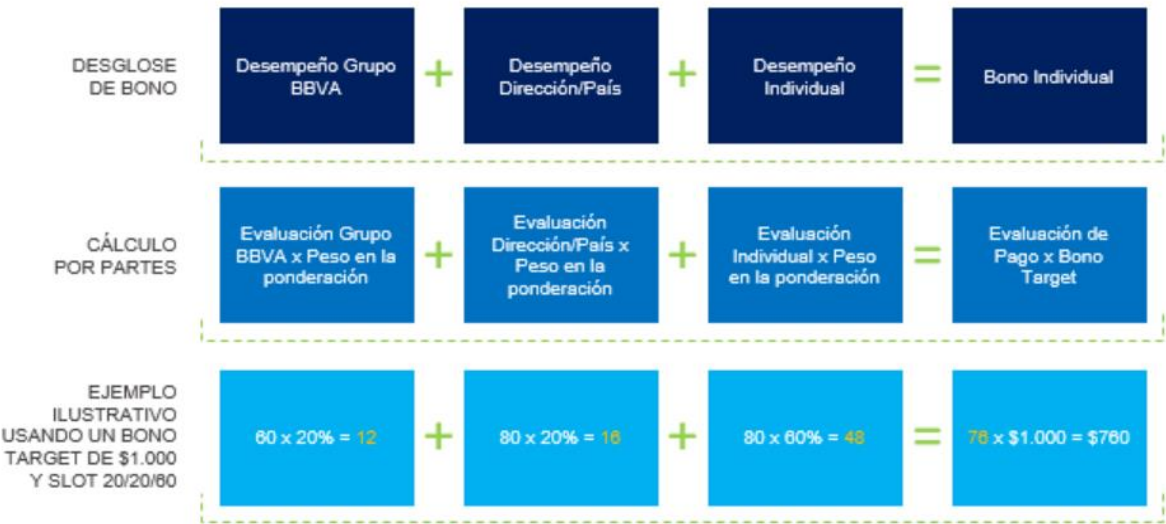 DESGLOSE
DE BONO
Desempeño Grupo
BBVA
+
Desempeño
Dirección/País
+
Desempeño
Individual
=
Bono Individual
CÁLCULO
POR PARTES
Evaluación Grupo
BBVA x Peso en la
ponderación
+
Evaluación
Dirección/País x
Peso en la
ponderación
+
Evaluación
Individual x Peso
en la ponderación
=
Evaluación de
Pago x Bono
Target
EJEMPLO
ILUSTRATIVO
USANDO UN BONO
TARGET DE $1.000
Y SLOT 20/20/60
60 x 20% = 12
+
80 x 20% = 16
+
80 x 60% = 48
=
76 x $1.000 = $760